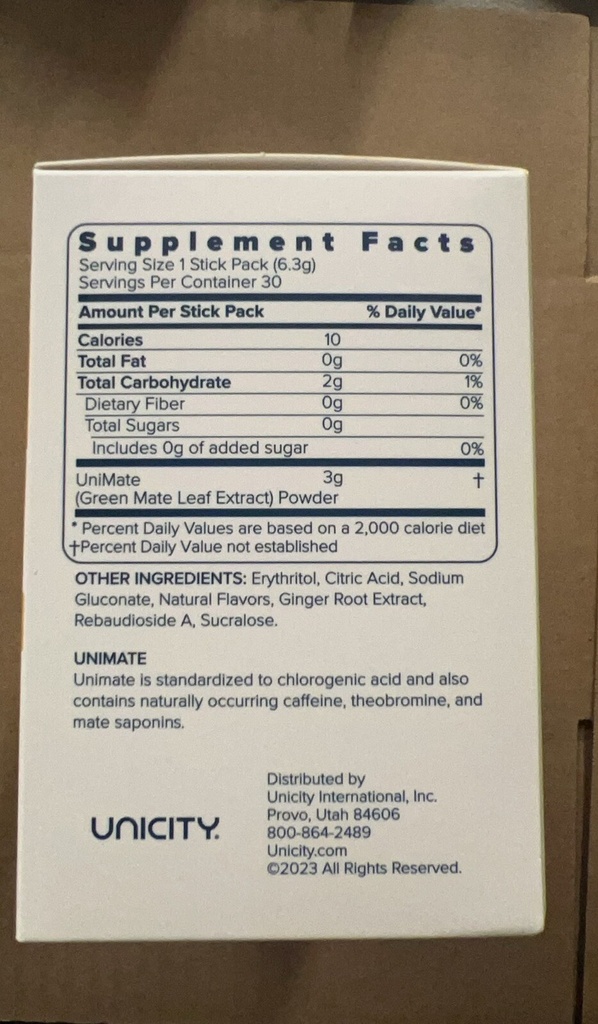 Supplement Facts
Serving Size 1 Stick Pack (6.3g)
Servings Per Container 30
Amount Per Stick Pack % Daily Value*
Calories 10
Total Fat 0g 0%
Total Carbohydrate 2g 1%
Dietary Fiber 0g 0%
Total Sugars 0g
Includes 0g of added sugar 0%
UniMate 3g †
(Green Mate Leaf Extract) Powder
* Percent Daily Values are based on a 2,000 calorie diet
†Percent Daily Value not established
OTHER INGREDIENTS: Erythritol, Citric Acid, Sodium
Gluconate, Natural Flavors, Ginger Root Extract,
Rebaudioside A, Sucralose.
UNIMATE
Unimate is standardized to chlorogenic acid and also
contains naturally occurring caffeine, theobromine, and
mate saponins.
UNICITY.
Distributed by
Unicity International, Inc.
Provo, Utah 84606
800-864-2489
Unicity.com
©2023 All Rights Reserved.